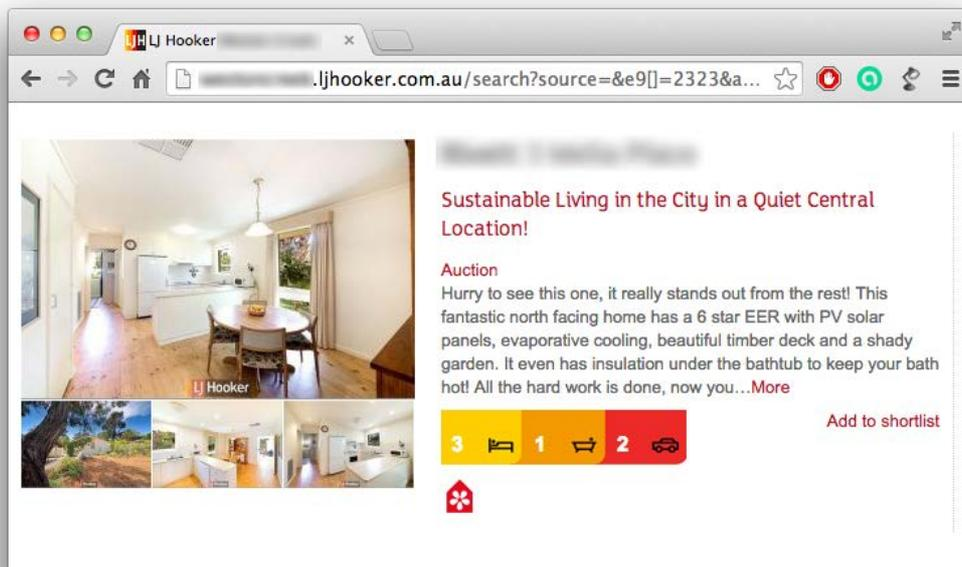 LJH LJ Hooker
.ljhooker.com.au/search?source=&e9[]=2323&a...
Sustainable Living in the City in a Quiet Central
Location!
Auction
Hurry to see this one, it really stands out from the rest! This
fantastic north facing home has a 6 star EER with PV solar
panels, evaporative cooling, beautiful timber deck and a shady
garden. It even has insulation under the bathtub to keep your bath
hot! All the hard work is done, now you...More
LJ Hooker
Add to shortlist
3 1 2